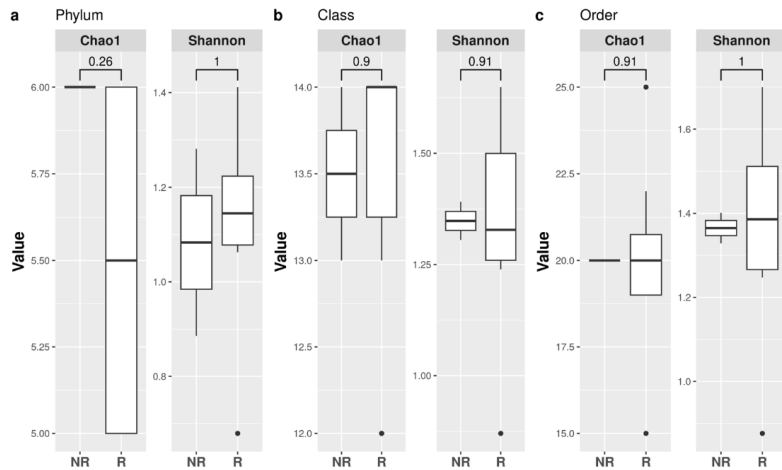 a Phylum
Value
Chao1
0.26
6.00
5.75
5.50
5.25
5.00
NR R
Shannon
1
1.4
1.2
1.0
0.8
NR R
b Class
Value
Chao1
0.9
14.0
13.5
13.0
12.5
12.0
NR R
Shannon
0.91
1.50
1.25
1.00
NR R
c Order
Value
Chao1
0.91
25.0
22.5
20.0
17.5
15.0
NR R
Shannon
1
1.6
1.4
1.2
1.0
NR R